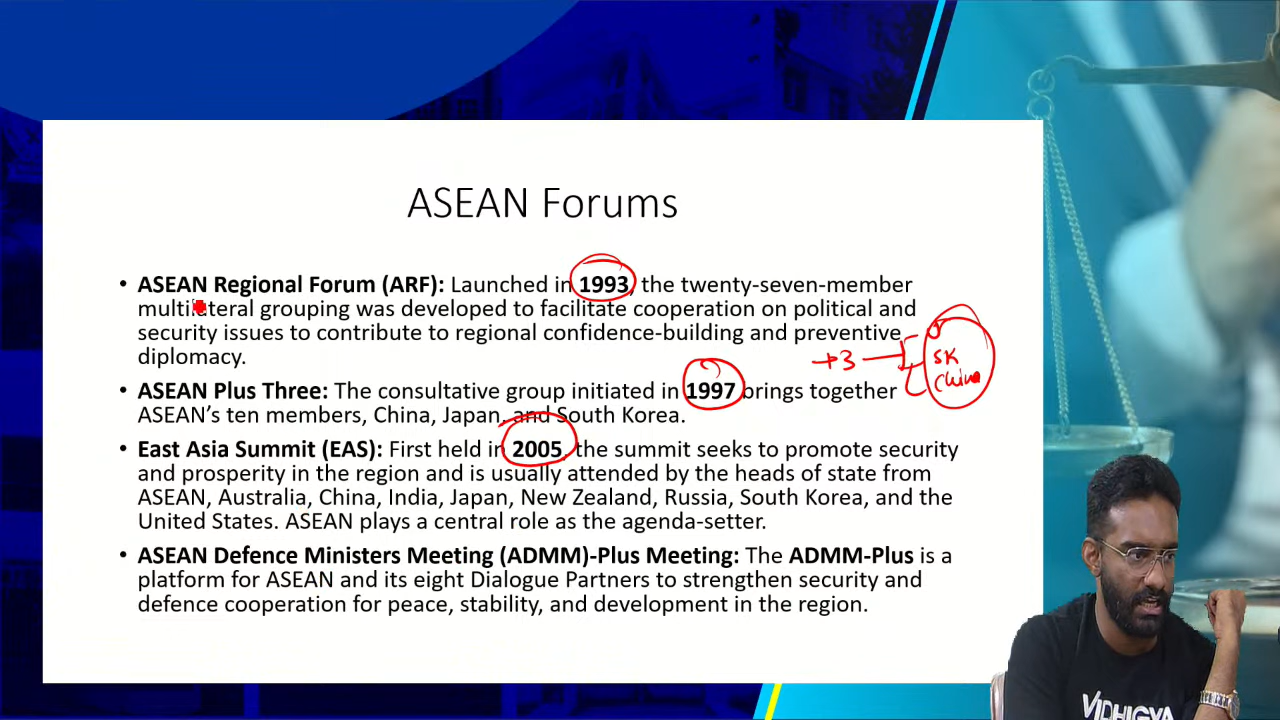 ASEAN Forums
• ASEAN Regional Forum (ARF): Launched in 1993, the twenty-seven-member
multilateral grouping was developed to facilitate cooperation on political and
security issues to contribute to regional confidence-building and preventive
diplomacy.
+3
SK
China
• ASEAN Plus Three: The consultative group initiated in 1997 brings together
ASEAN's ten members, China, Japan, and South Korea.
• East Asia Summit (EAS): First held in 2005, the summit seeks to promote security
and prosperity in the region and is usually attended by the heads of state from
ASEAN, Australia, China, India, Japan, New Zealand, Russia, South Korea, and the
United States. ASEAN plays a central role as the agenda-setter.
• ASEAN Defence Ministers Meeting (ADMM)-Plus Meeting: The ADMM-Plus is a
platform for ASEAN and its eight Dialogue Partners to strengthen security and
defence cooperation for peace, stability, and development in the region.
VIDHIGYA